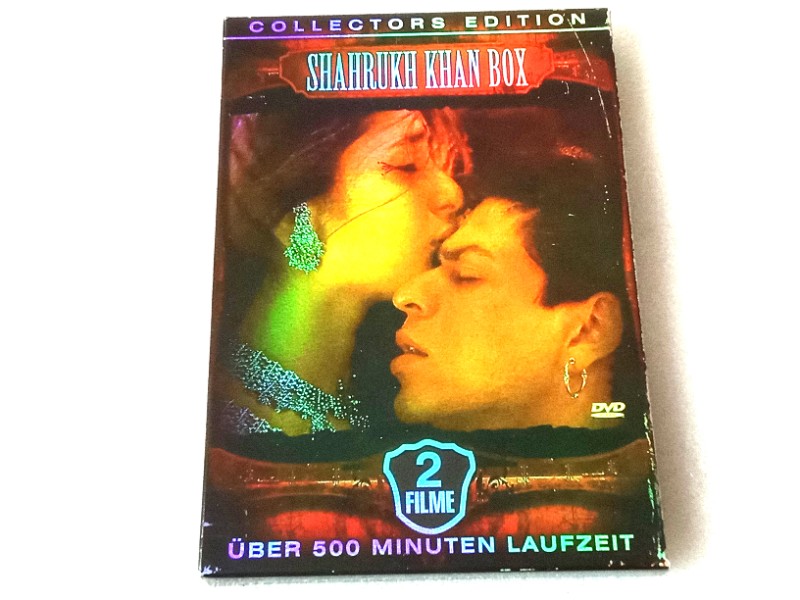 COLLECTORS EDITION
SHAHRUKH KHAN BOX
DVD
2
FILME
ÜBER 500 MINUTEN LAUFZEIT